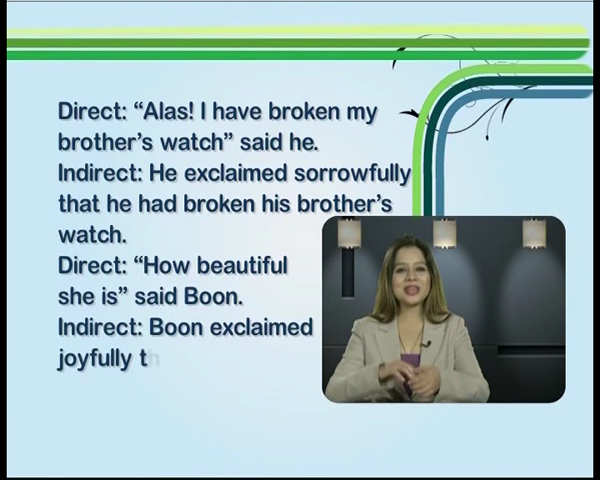 Direct: “Alas! I have broken my
brother’s watch” said he.
Indirect: He exclaimed sorrowfully
that he had broken his brother’s
watch.
Direct: “How beautiful
she is” said Boon.
Indirect: Boon exclaimed
joyfully th